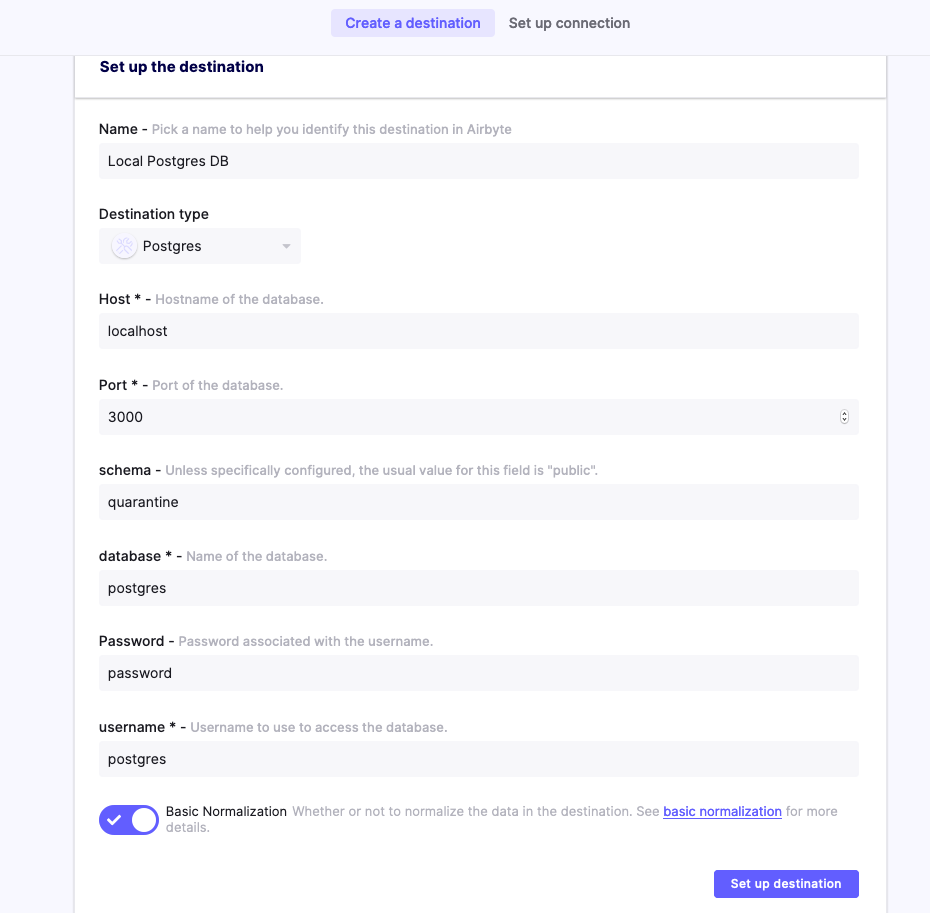 Create a destination Set up connection
Set up the destination
Name - Pick a name to help you identify this destination in Airbyte
Local Postgres DB
Destination type
Postgres
Host * - Hostname of the database.
localhost
Port * - Port of the database.
3000
schema - Unless specifically configured, the usual value for this field is "public".
quarantine
database * - Name of the database.
postgres
Password - Password associated with the username.
password
username * - Username to use to access the database.
postgres
Basic Normalization Whether or not to normalize the data in the destination. See basic normalization for more
details.
Set up destination